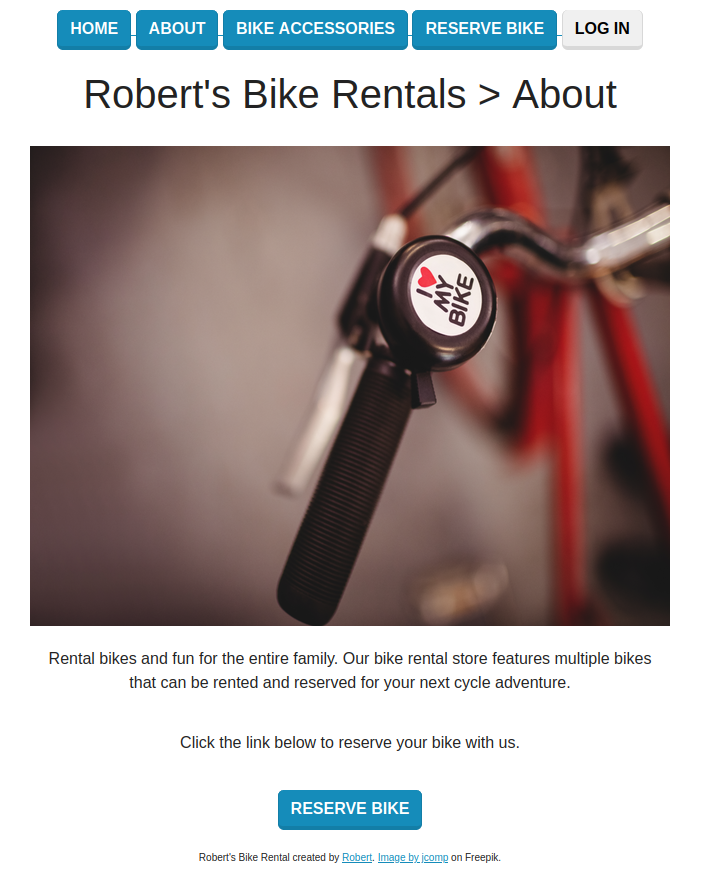 HOME ABOUT BIKE ACCESSORIES RESERVE BIKE LOG IN
Robert's Bike Rentals > About
I ❤ MY BIKE
Rental bikes and fun for the entire family. Our bike rental store features multiple bikes
that can be rented and reserved for your next cycle adventure.
Click the link below to reserve your bike with us.
RESERVE BIKE
Robert's Bike Rental created by Robert. Image by jcomp on Freepik.